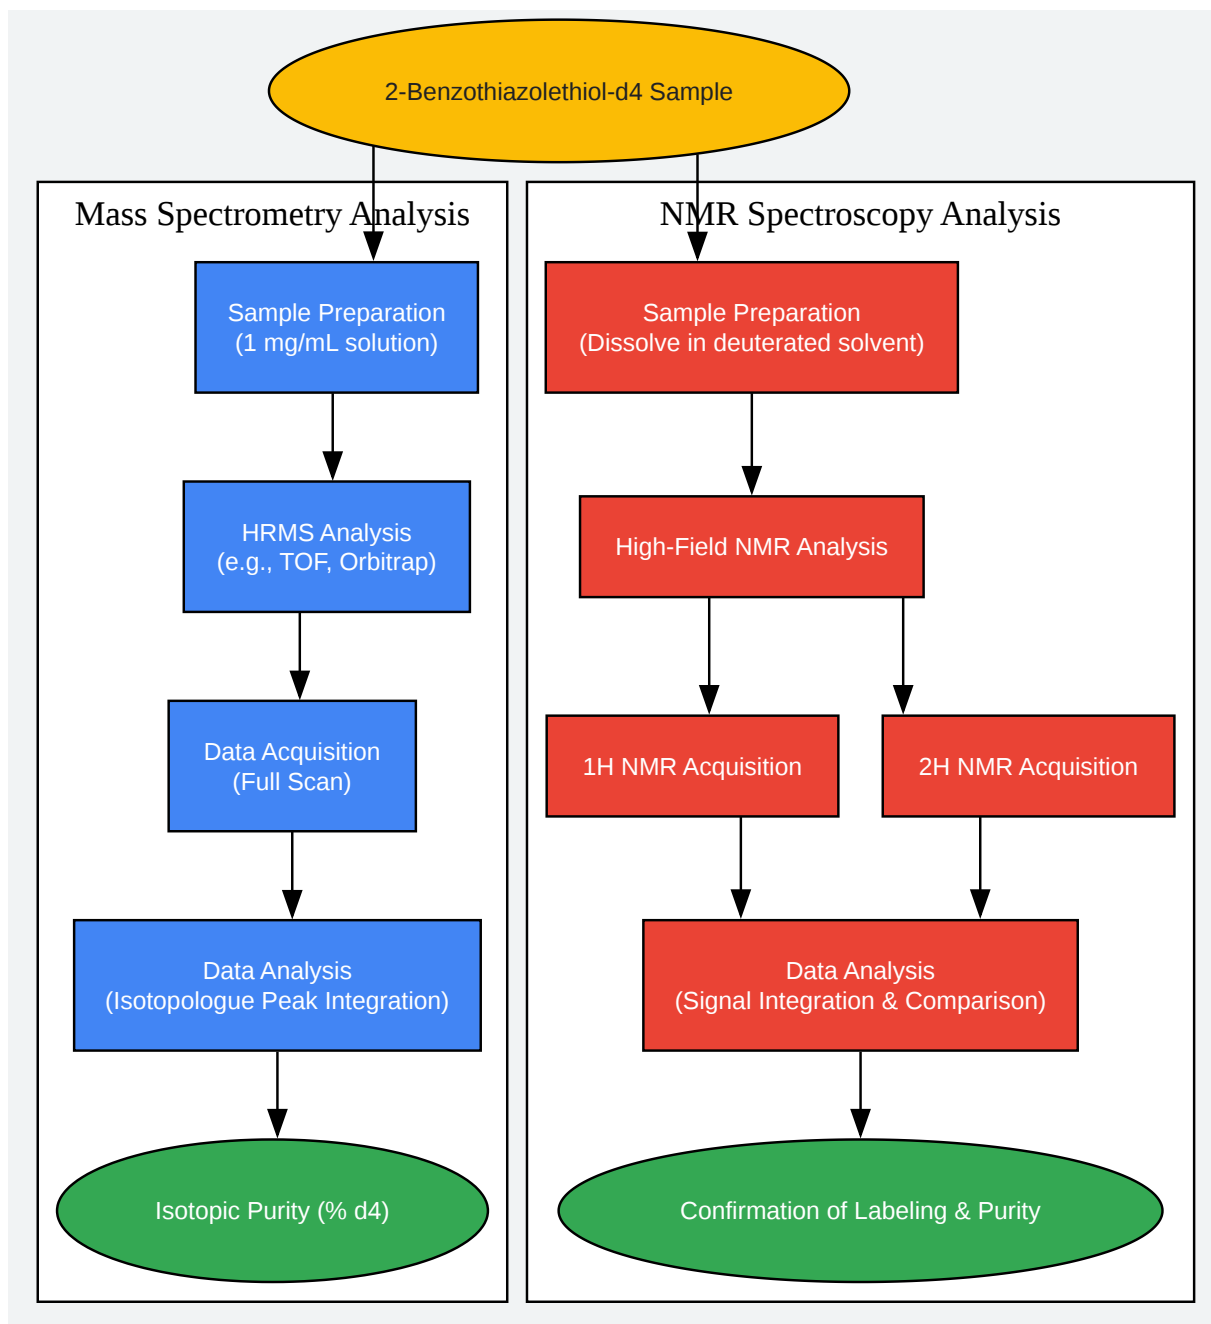 2-Benzothiazolethiol-d4 Sample
Mass Spectrometry Analysis
Sample Preparation
(1 mg/mL solution)
HRMS Analysis
(e.g., TOF, Orbitrap)
Data Acquisition
(Full Scan)
Data Analysis
(Isotopologue Peak Integration)
Isotopic Purity (% d4)
NMR Spectroscopy Analysis
Sample Preparation
(Dissolve in deuterated solvent)
High-Field NMR Analysis
1H NMR Acquisition
2H NMR Acquisition
Data Analysis
(Signal Integration & Comparison)
Confirmation of Labeling & Purity